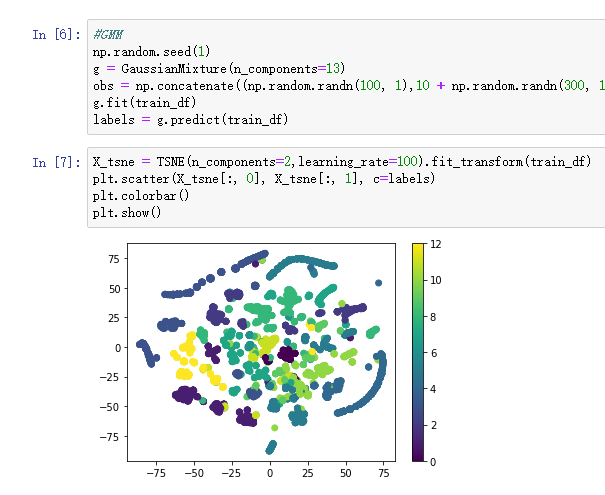 In [6]: #GMM
np.random.seed(1)
g = GaussianMixture(n_components=13)
obs = np.concatenate((np.random.randn(100, 1),10 + np.random.randn(300, 1
g.fit(train_df)
labels = g.predict(train_df)
In [7]: X_tsne = TSNE(n_components=2,learning_rate=100).fit_transform(train_df)
plt.scatter(X_tsne[:, 0], X_tsne[:, 1], c=labels)
plt.colorbar()
plt.show()
75
50
25
0
−25
−50
−75
−75 −50 −25 0 25 50 75
12
10
8
6
4
2
0